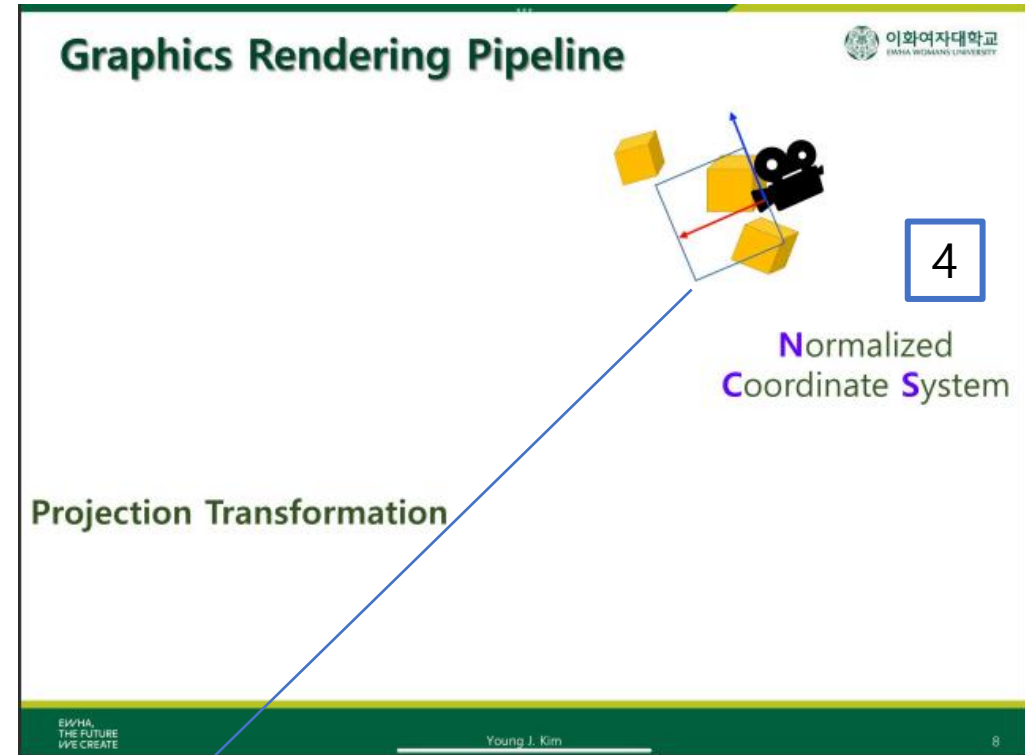 Graphics Rendering Pipeline
이화여자대학교
EWHA WOMANS UNIVERSITY
4
Normalized
Coordinate System
Projection Transformation
EWHA,
THE FUTURE
WE CREATE
Young J. Kim
8